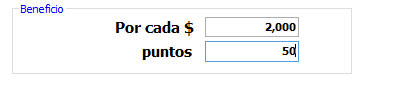 Beneficio
Por cada $ 2,000
puntos 50